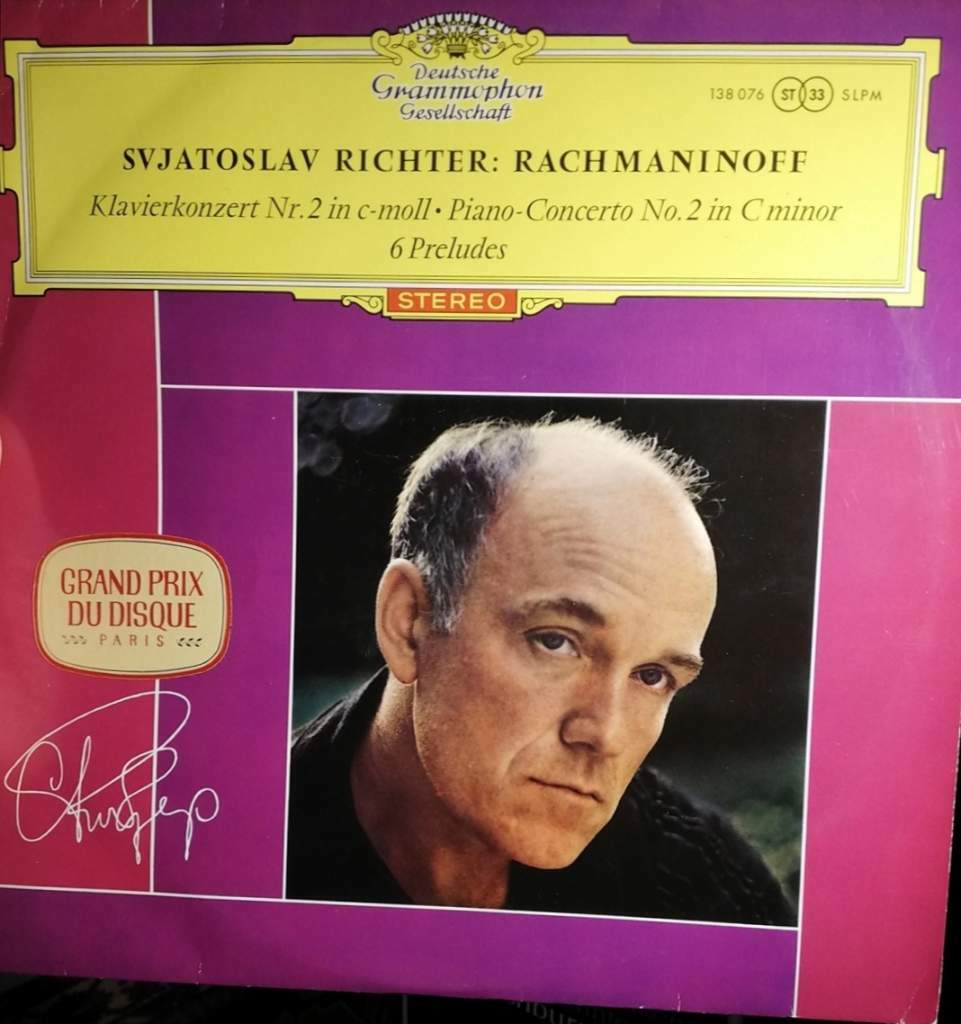 Deutsche
Grammophon
Gesellschaft
138 076 ST 33 SLPM
SVJATOSLAV RICHTER: RACHMANINOFF
Klavierkonzert Nr. 2 in c-moll • Piano-Concerto No. 2 in C minor
6 Preludes
STEREO
GRAND PRIX
DU DISQUE
PARIS